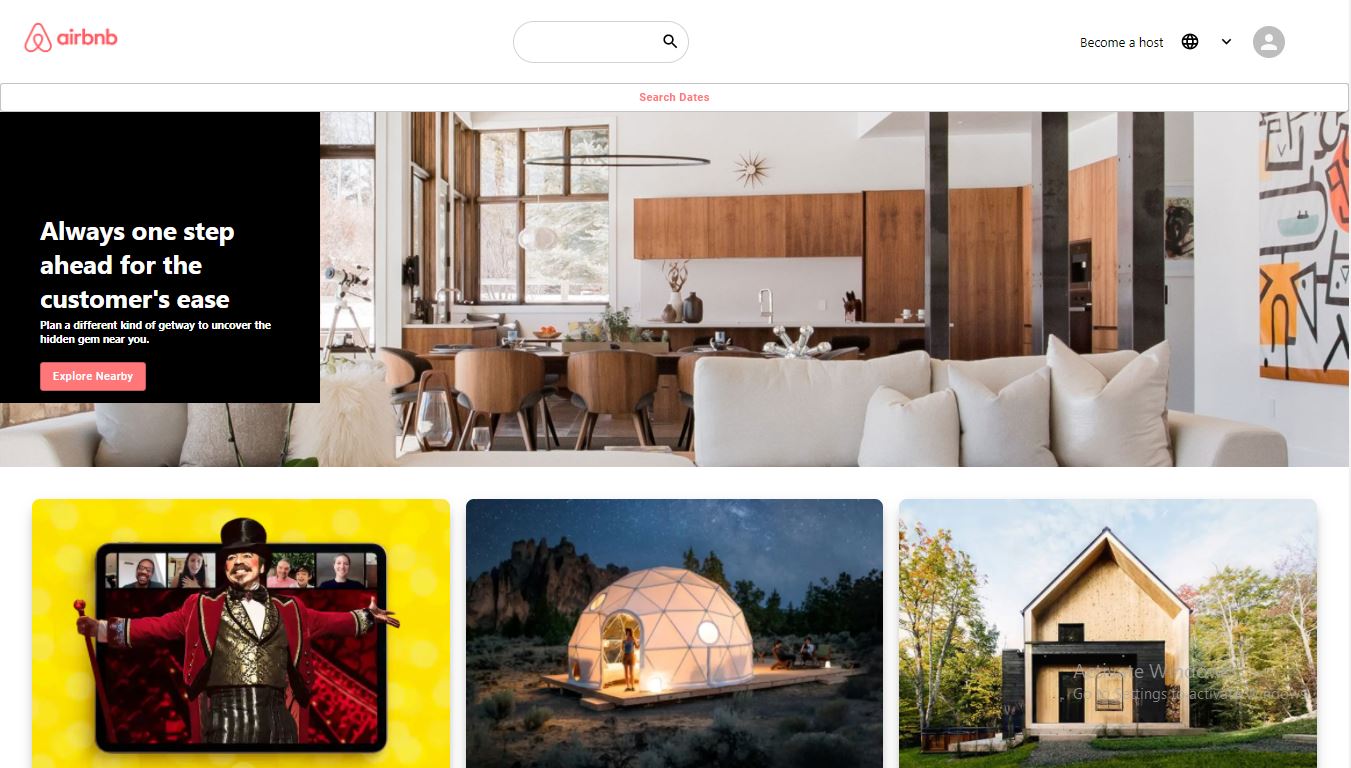 airbnb
Become a host
Search Dates
Always one step
ahead for the
customer's ease
Plan a different kind of getway to uncover the
hidden gem near you.
Explore Nearby
Activate Windows
Go to Settings to activate Windows.